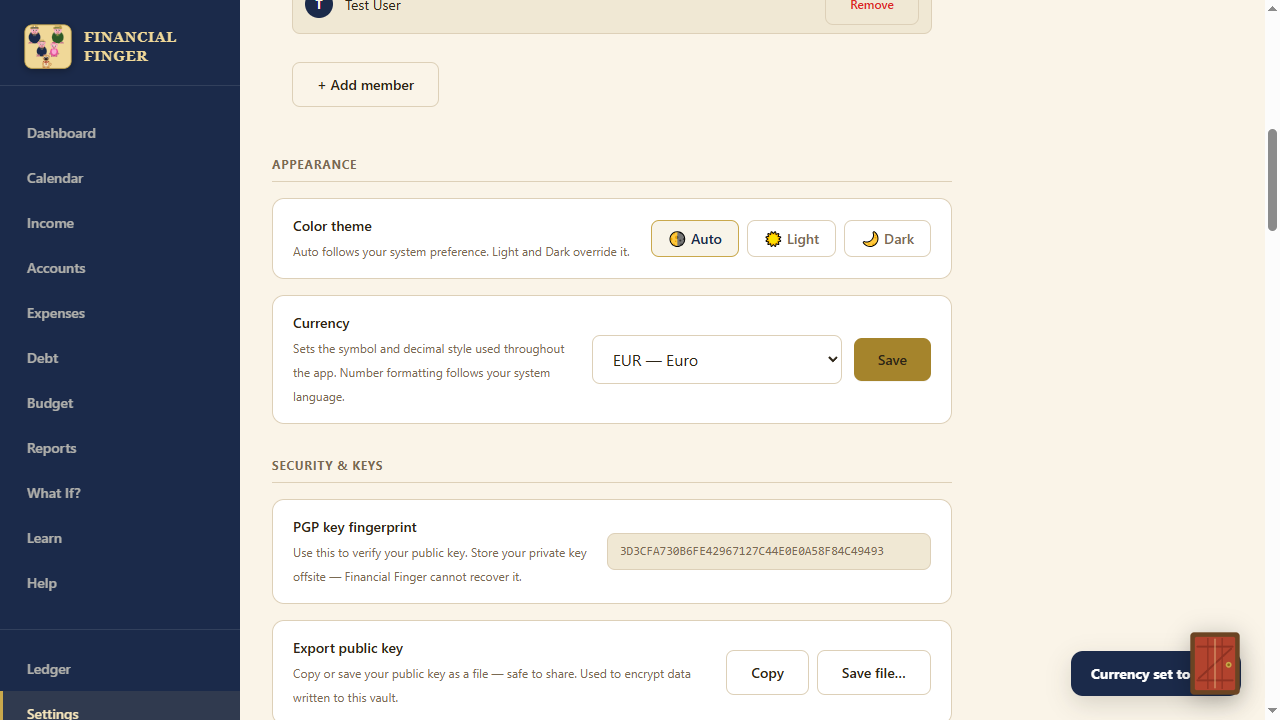 FINANCIAL
FINGER
Dashboard
Calendar
Income
Accounts
Expenses
Debt
Budget
Reports
What If?
Learn
Help
Ledger
Settings
T
Test User
Remove
+ Add member
APPEARANCE
Color theme
Auto follows your system preference. Light and Dark override it.
Auto
Light
Dark
Currency
Sets the symbol and decimal style used throughout
the app. Number formatting follows your system
language.
EUR — Euro
Save
SECURITY & KEYS
PGP key fingerprint
Use this to verify your public key. Store your private key
offsite — Financial Finger cannot recover it.
3D3CFA730B6FE42967127C44E0E0A58F84C49493
Export public key
Copy or save your public key as a file — safe to share. Used to encrypt data
written to this vault.
Copy
Save file...
Currency set to